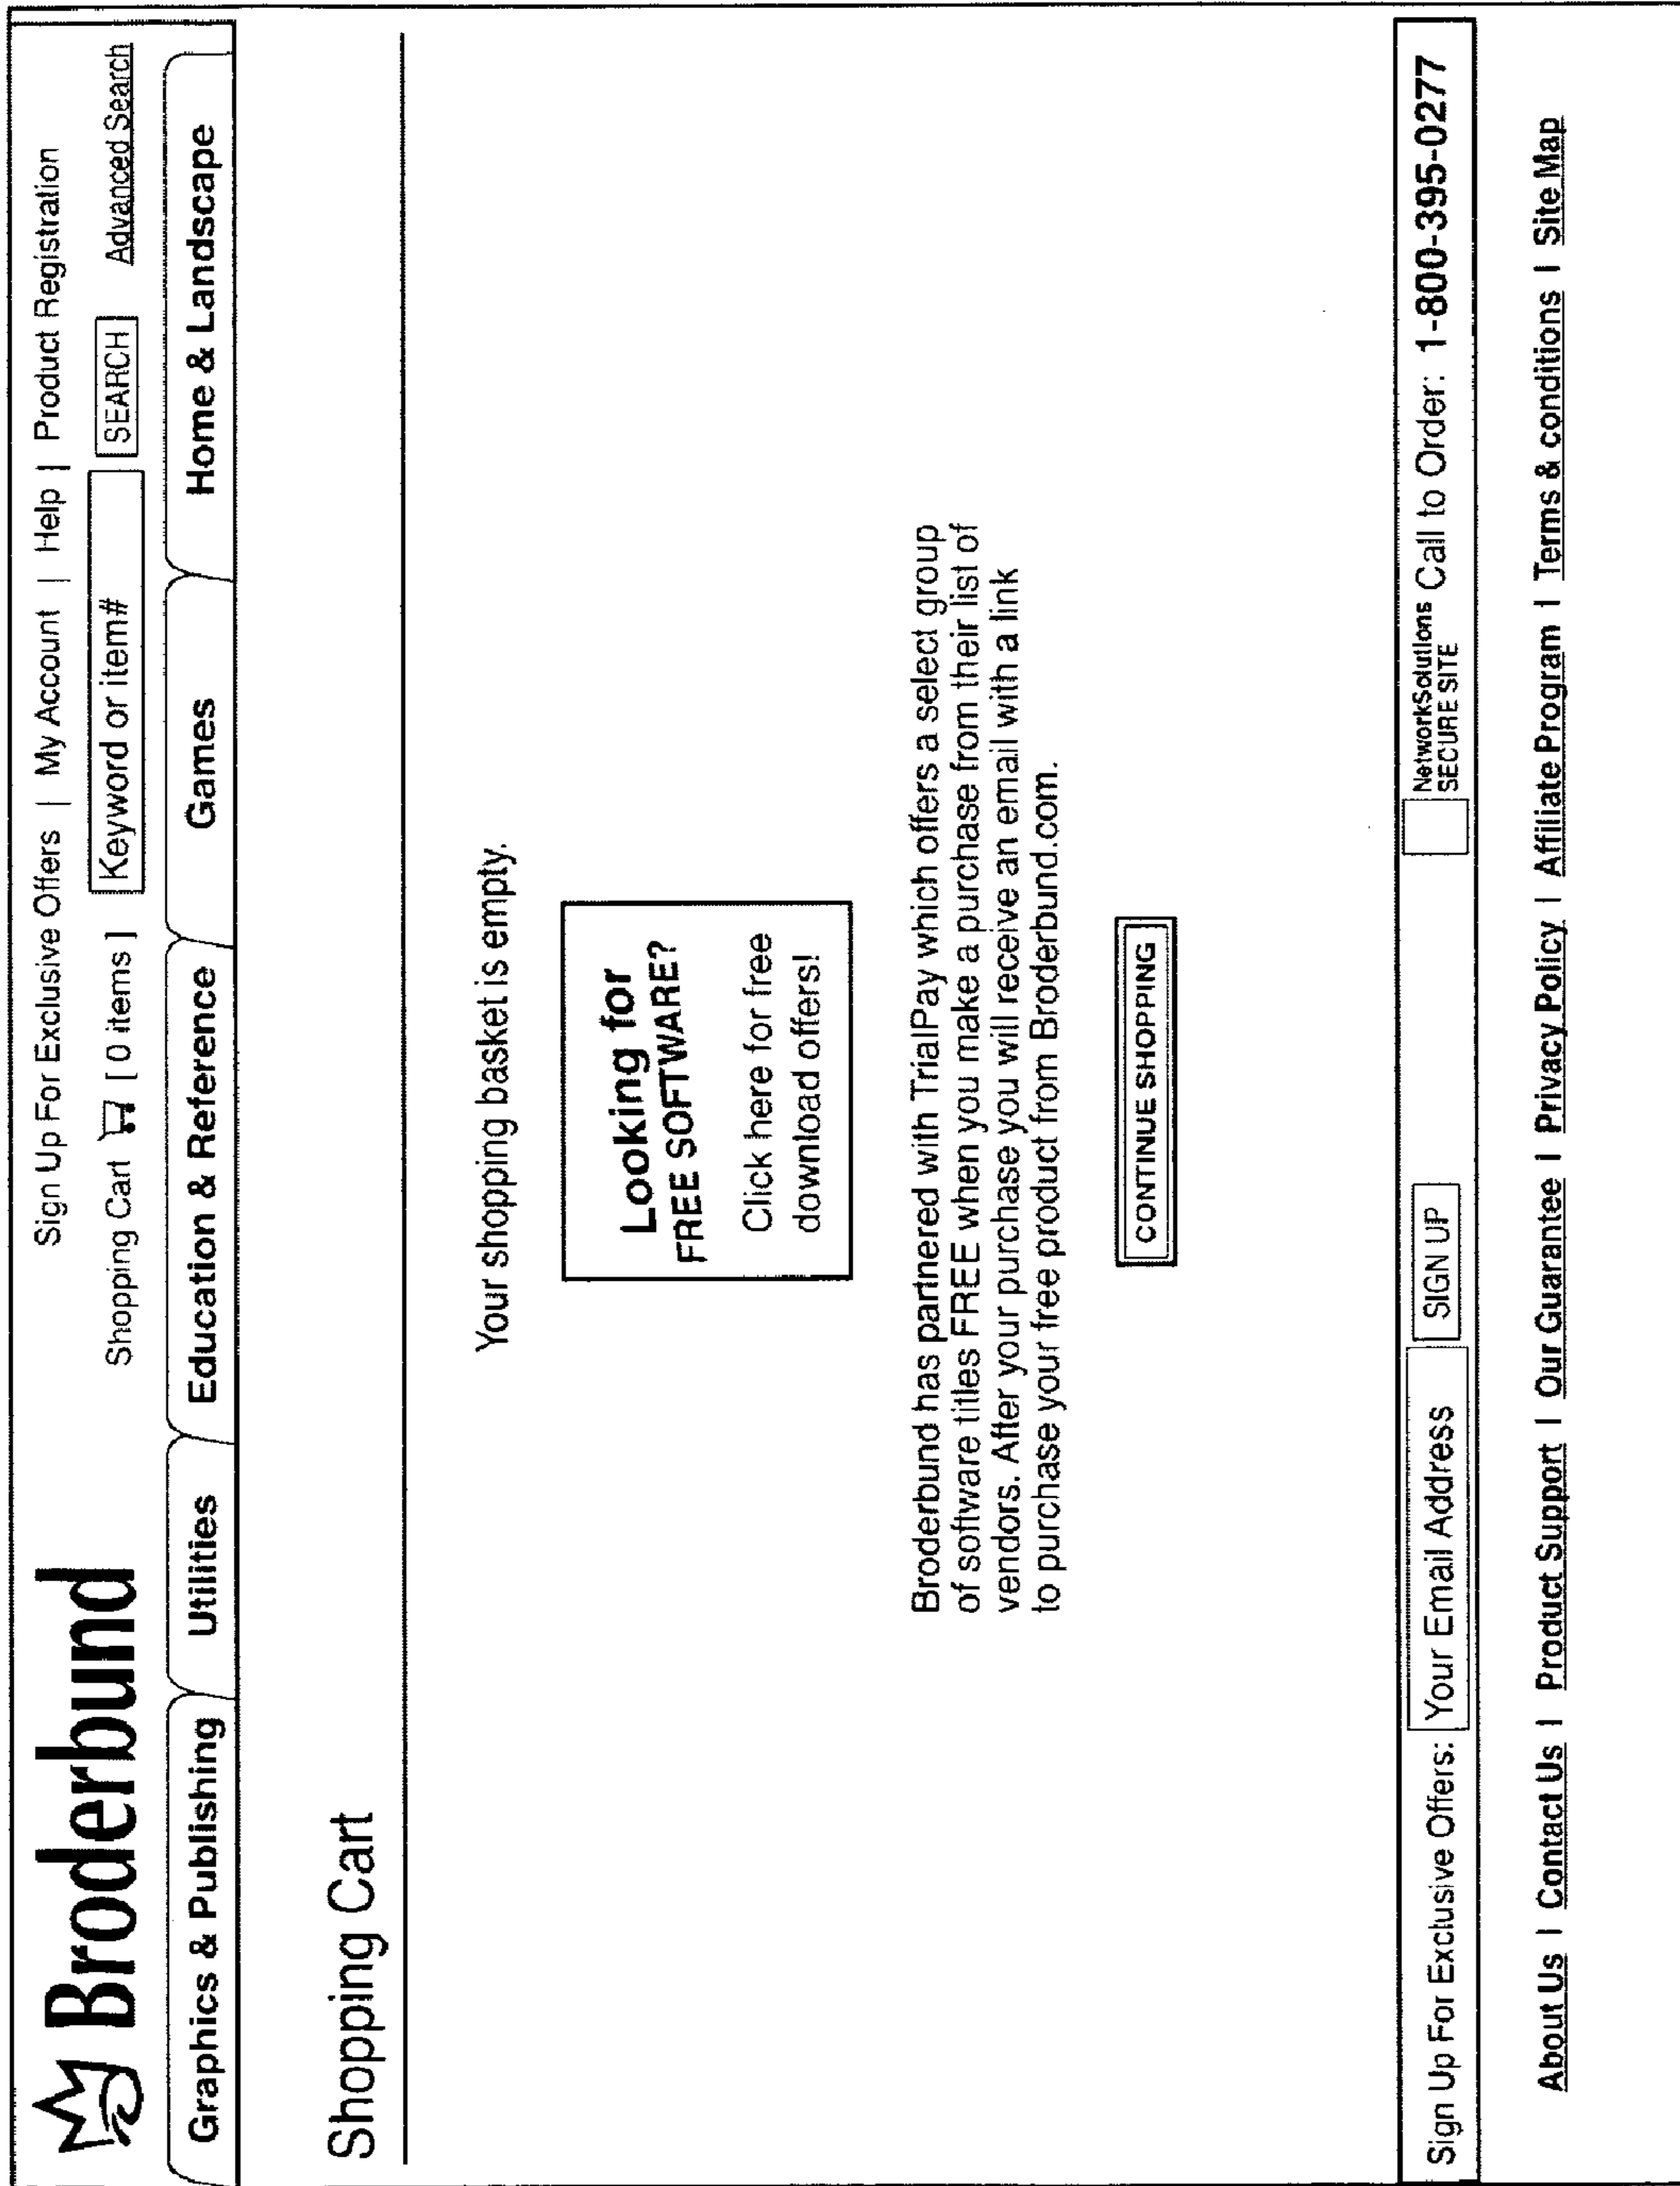 Broderbund
Sign Up For Exclusive Offers | My Account | Help | Product Registration
Shopping Cart [ 0 items ] Keyword or item# SEARCH Advanced Search
Graphics & Publishing Utilities Education & Reference Games Home & Landscape
Shopping Cart
Your shopping basket is empty.
Looking for
FREE SOFTWARE?
Click here for free
download offers!
Broderbund has partnered with TrialPay which offers a select group
of software titles FREE when you make a purchase from their list of
vendors. After your purchase you will receive an email with a link
to purchase your free product from Broderbund.com.
CONTINUE SHOPPING
Sign Up For Exclusive Offers: Your Email Address SIGN UP NetworkSolutions SECURE SITE Call to Order: 1-800-395-0277
About Us | Contact Us | Product Support | Our Guarantee | Privacy Policy | Affiliate Program | Terms & conditions | Site Map